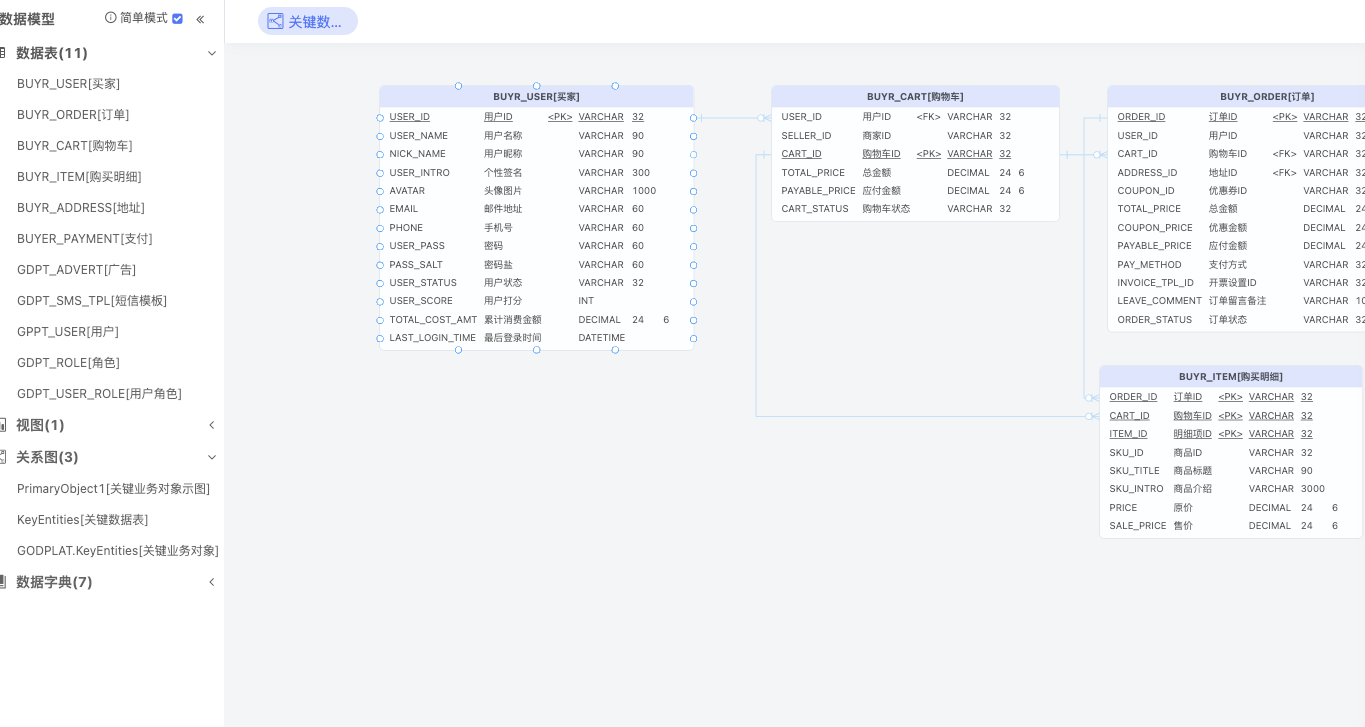 数据模型
简单模式
数据表(11)
BUYR_USER[买家]
BUYR_ORDER[订单]
BUYR_CART[购物车]
BUYR_ITEM[购买明细]
BUYR_ADDRESS[地址]
BUYER_PAYMENT[支付]
GDPT_ADVERT[广告]
GDPT_SMS_TPL[短信模板]
GPPT_USER[用户]
GDPT_ROLE[角色]
GDPT_USER_ROLE[用户角色]
视图(1)
关系图(3)
PrimaryObject1[关键业务对象示图]
KeyEntities[关键数据表]
GODPLAT.KeyEntities[关键业务对象]
数据字典(7)
关键数...
BUYR_USER[买家]
USER_ID 用户ID <PK> VARCHAR 32
USER_NAME 用户名称 VARCHAR 90
NICK_NAME 用户昵称 VARCHAR 90
USER_INTRO 个性签名 VARCHAR 300
AVATAR 头像图片 VARCHAR 1000
EMAIL 邮件地址 VARCHAR 60
PHONE 手机号 VARCHAR 60
USER_PASS 密码 VARCHAR 60
PASS_SALT 密码盐 VARCHAR 60
USER_STATUS 用户状态 VARCHAR 32
USER_SCORE 用户打分 INT
TOTAL_COST_AMT 累计消费金额 DECIMAL 24 6
LAST_LOGIN_TIME 最后登录时间 DATETIME
BUYR_CART[购物车]
USER_ID 用户ID <FK> VARCHAR 32
SELLER_ID 商家ID VARCHAR 32
CART_ID 购物车ID <PK> VARCHAR 32
TOTAL_PRICE 总金额 DECIMAL 24 6
PAYABLE_PRICE 应付金额 DECIMAL 24 6
CART_STATUS 购物车状态 VARCHAR 32
BUYR_ORDER[订单]
ORDER_ID 订单ID <PK> VARCHAR 32
USER_ID 用户ID VARCHAR 32
CART_ID 购物车ID <FK> VARCHAR 32
ADDRESS_ID 地址ID <FK> VARCHAR 32
COUPON_ID 优惠券ID VARCHAR 32
TOTAL_PRICE 总金额 DECIMAL 24
COUPON_PRICE 优惠金额 DECIMAL 24
PAYABLE_PRICE 应付金额 DECIMAL 24
PAY_METHOD 支付方式 VARCHAR 32
INVOICE_TPL_ID 开票设置ID VARCHAR 32
LEAVE_COMMENT 订单留言备注 VARCHAR 10
ORDER_STATUS 订单状态 VARCHAR 32
BUYR_ITEM[购买明细]
ORDER_ID 订单ID <PK> VARCHAR 32
CART_ID 购物车ID <PK> VARCHAR 32
ITEM_ID 明细项ID <PK> VARCHAR 32
SKU_ID 商品ID VARCHAR 32
SKU_TITLE 商品标题 VARCHAR 90
SKU_INTRO 商品介绍 VARCHAR 3000
PRICE 原价 DECIMAL 24 6
SALE_PRICE 售价 DECIMAL 24 6